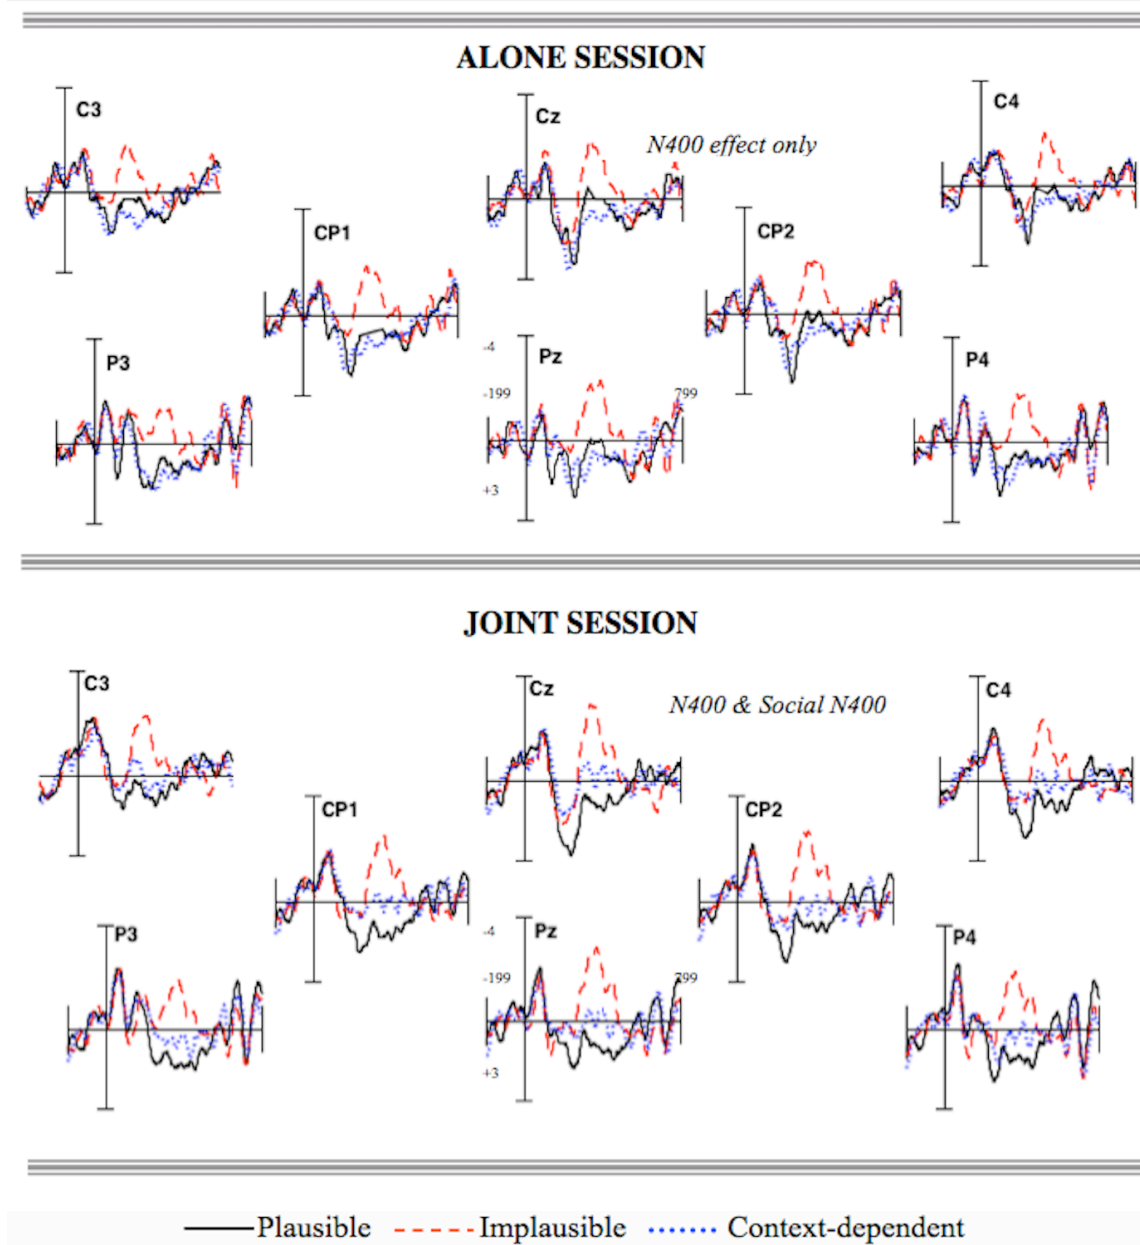 ALONE SESSION
C3
Cz
C4
N400 effect only
CP1
CP2
P3
-4
Pz
P4
-199
799
+3
JOINT SESSION
C3
Cz
C4
N400 & Social N400
CP1
CP2
P3
-4
Pz
P4
-199
799
+3
Plausible
Implausible
Context-dependent